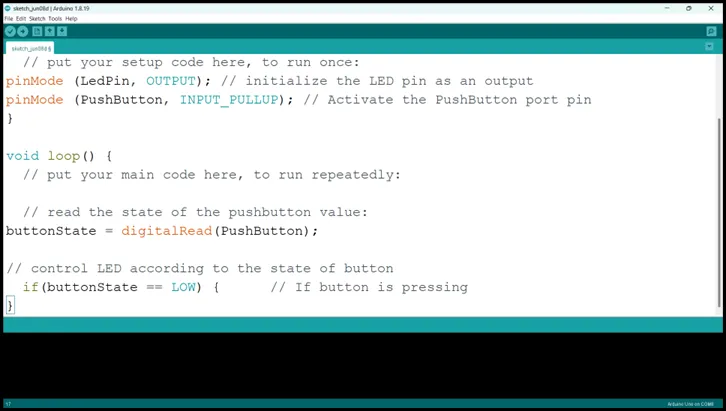 sketch_jun08d | Arduino 1.8.19
File Edit Sketch Tools Help
sketch_jun08d §
// put your setup code here, to run once:
pinMode (LedPin, OUTPUT); // initialize the LED pin as an output
pinMode (PushButton, INPUT_PULLUP); // Activate the PushButton port pin
}
void loop() {
// put your main code here, to run repeatedly:
// read the state of the pushbutton value:
buttonState = digitalRead(PushButton);
// control LED according to the state of button
if(buttonState == LOW) { // If button is pressing
}
17
Arduino Uno on COM8